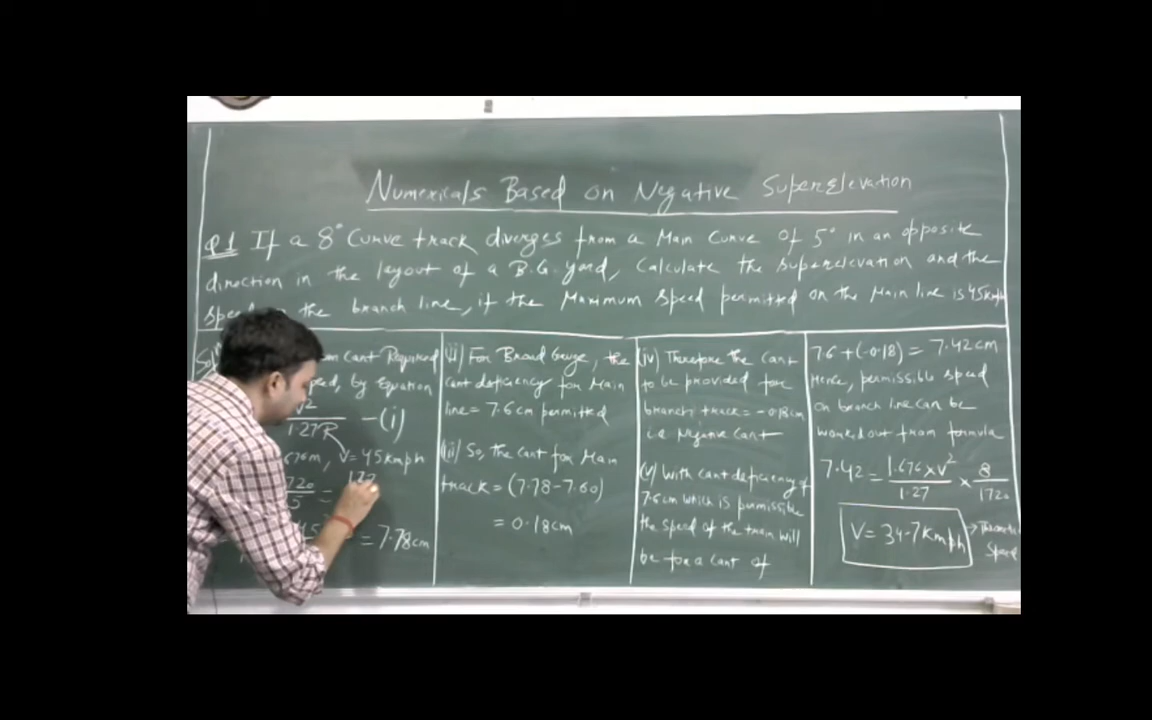 Numericals Based on Negative Superelevation
Q1 If a 8° Curve track diverges from a Main Curve of 5° in an opposite
direction in the layout of a B.G. yard, Calculate the superelevation and the
the branch line, if the Maximum Speed permitted on the Main line is 45kmph
Cant Required
by Equation
1.27R — (i)
V = 45kmph
5 =
= 7.78cm
(ii) For Broad Gauge, the
cant deficiency for Main
line = 7.6cm permitted
(iii) So, the Cant for Main
track = (7.78 – 7.60)
= 0.18cm
(iv) Therefore the Cant
to be provided for
branch track = -0.18cm
i.e Negative Cant
(v) With cant deficiency of
7.6cm which is permissible
the speed of the train will
be for a Cant of
7.6 + (-0.18) = 7.42cm
Hence, permissible speed
on branch line can be
worked out from formula
7.42 = 1.676 × V² / 1.27 × 8 / 1720
V = 34.7Kmph
Speed